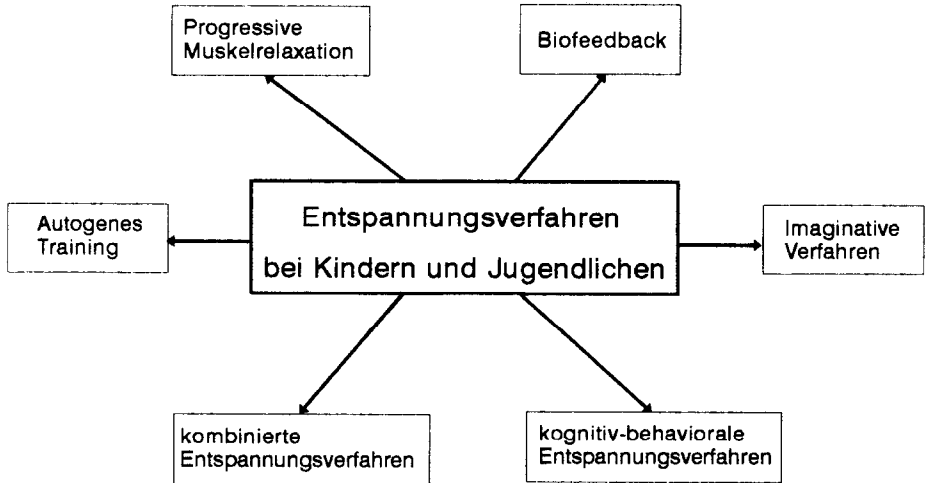 Progressive
Muskelrelaxation
Biofeedback
Entspannungsverfahren
bei Kindern und Jugendlichen
Autogenes
Training
Imaginative
Verfahren
kombinierte
Entspannungsverfahren
kognitiv-behaviorale
Entspannungsverfahren